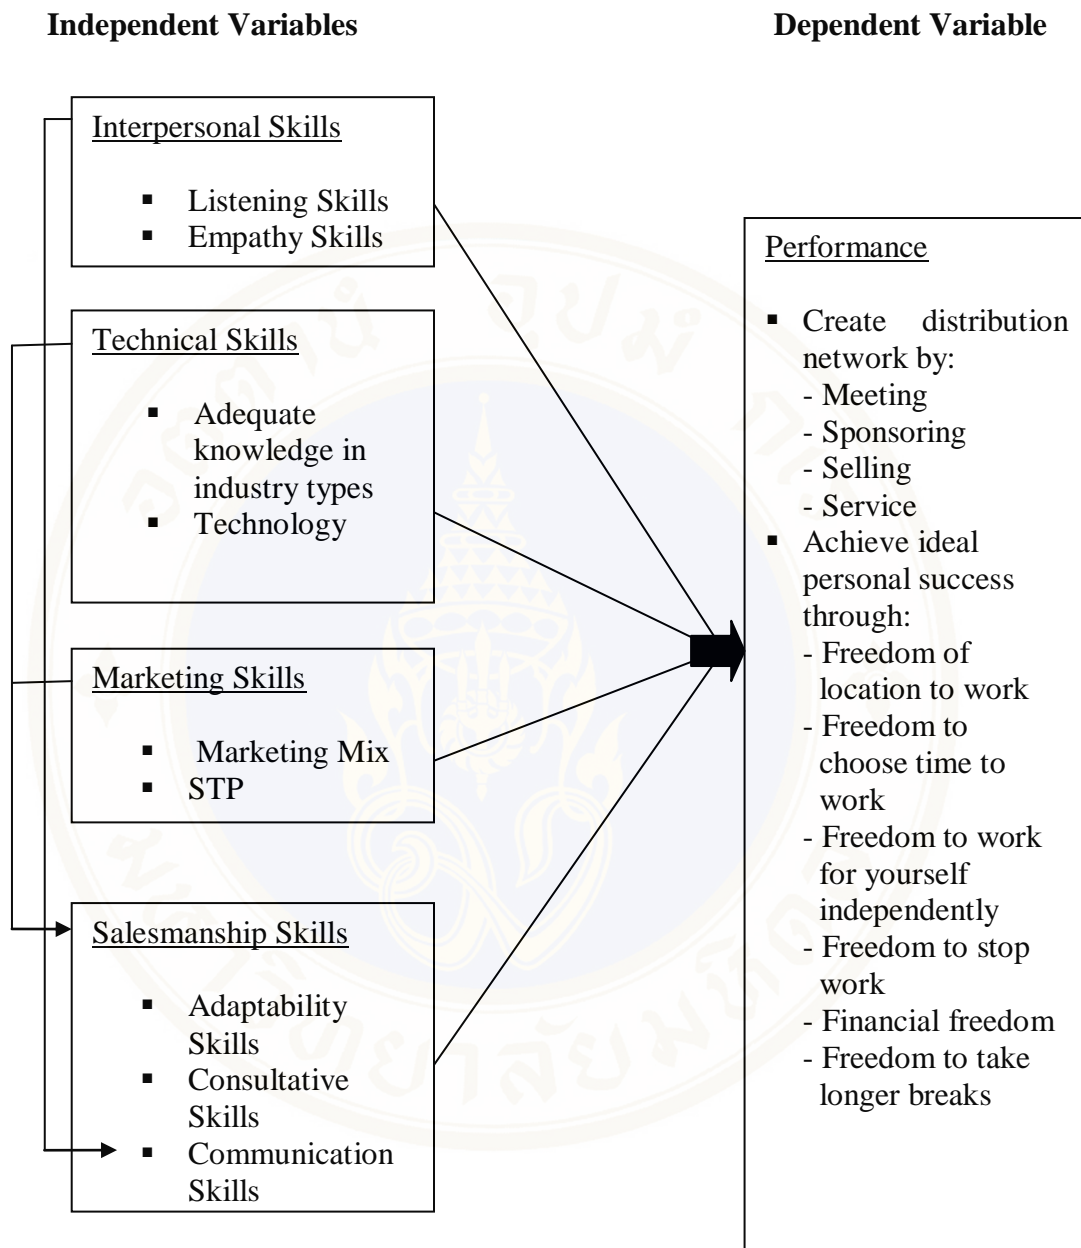 Independent Variables
Dependent Variable
Interpersonal Skills
▪ Listening Skills
▪ Empathy Skills
Technical Skills
▪ Adequate
knowledge in
industry types
▪ Technology
Marketing Skills
▪ Marketing Mix
▪ STP
Salesmanship Skills
▪ Adaptability
Skills
▪ Consultative
Skills
▪ Communication
Skills
Performance
▪ Create distribution
network by:
- Meeting
- Sponsoring
- Selling
- Service
▪ Achieve ideal
personal success
through:
- Freedom of
location to work
- Freedom to
choose time to
work
- Freedom to work
for yourself
independently
- Freedom to stop
work
- Financial freedom
- Freedom to take
longer breaks